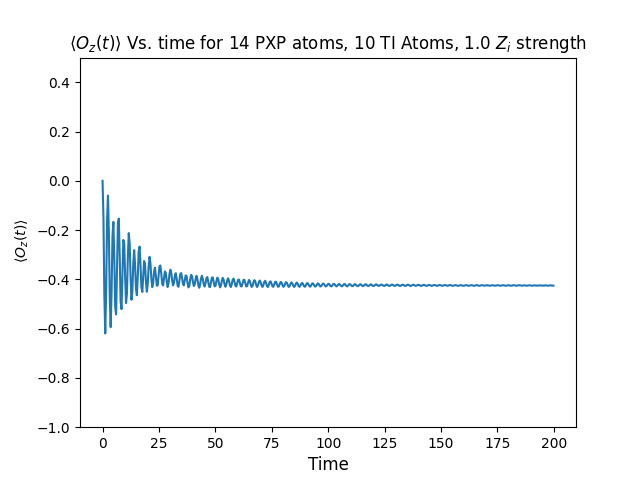 ⟨O_z(t)⟩ Vs. time for 14 PXP atoms, 10 TI Atoms, 1.0 Z_i strength
0.4
0.2
0.0
−0.2
−0.4
−0.6
−0.8
−1.0
⟨O_z(t)⟩
0 25 50 75 100 125 150 175 200
Time